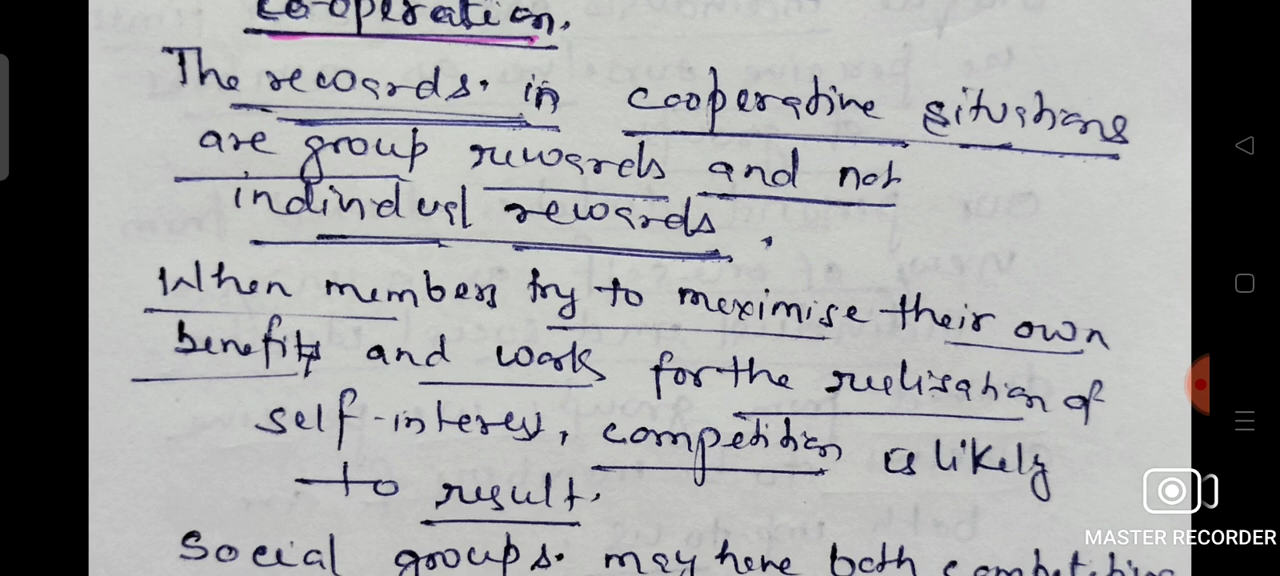 co-operation.
The rewards in cooperative situations
are group rewards and not
individual rewards.
When members try to meximise their own
benefits and work for the realisation of
self-interest, competition is likely
to result.
Social groups may have both competition
MASTER RECORDER